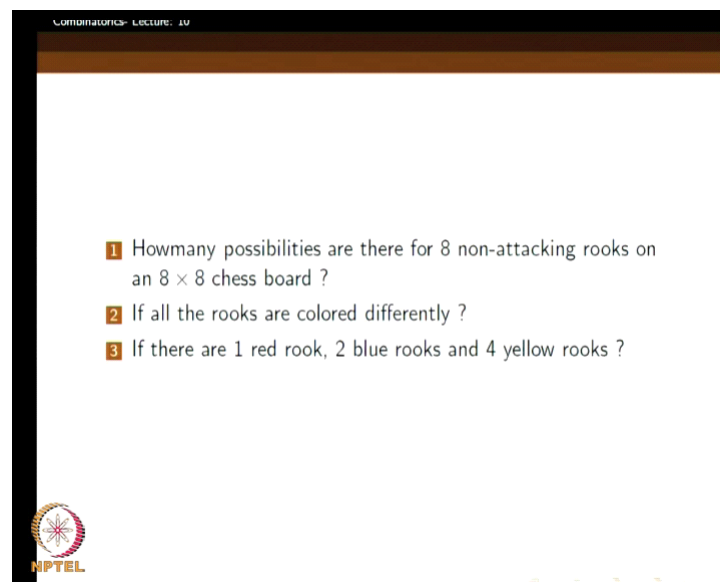 Combinatorics- Lecture: 10
1 Howmany possibilities are there for 8 non-attacking rooks on
an 8 × 8 chess board ?
2 If all the rooks are colored differently ?
3 If there are 1 red rook, 2 blue rooks and 4 yellow rooks ?
NPTEL